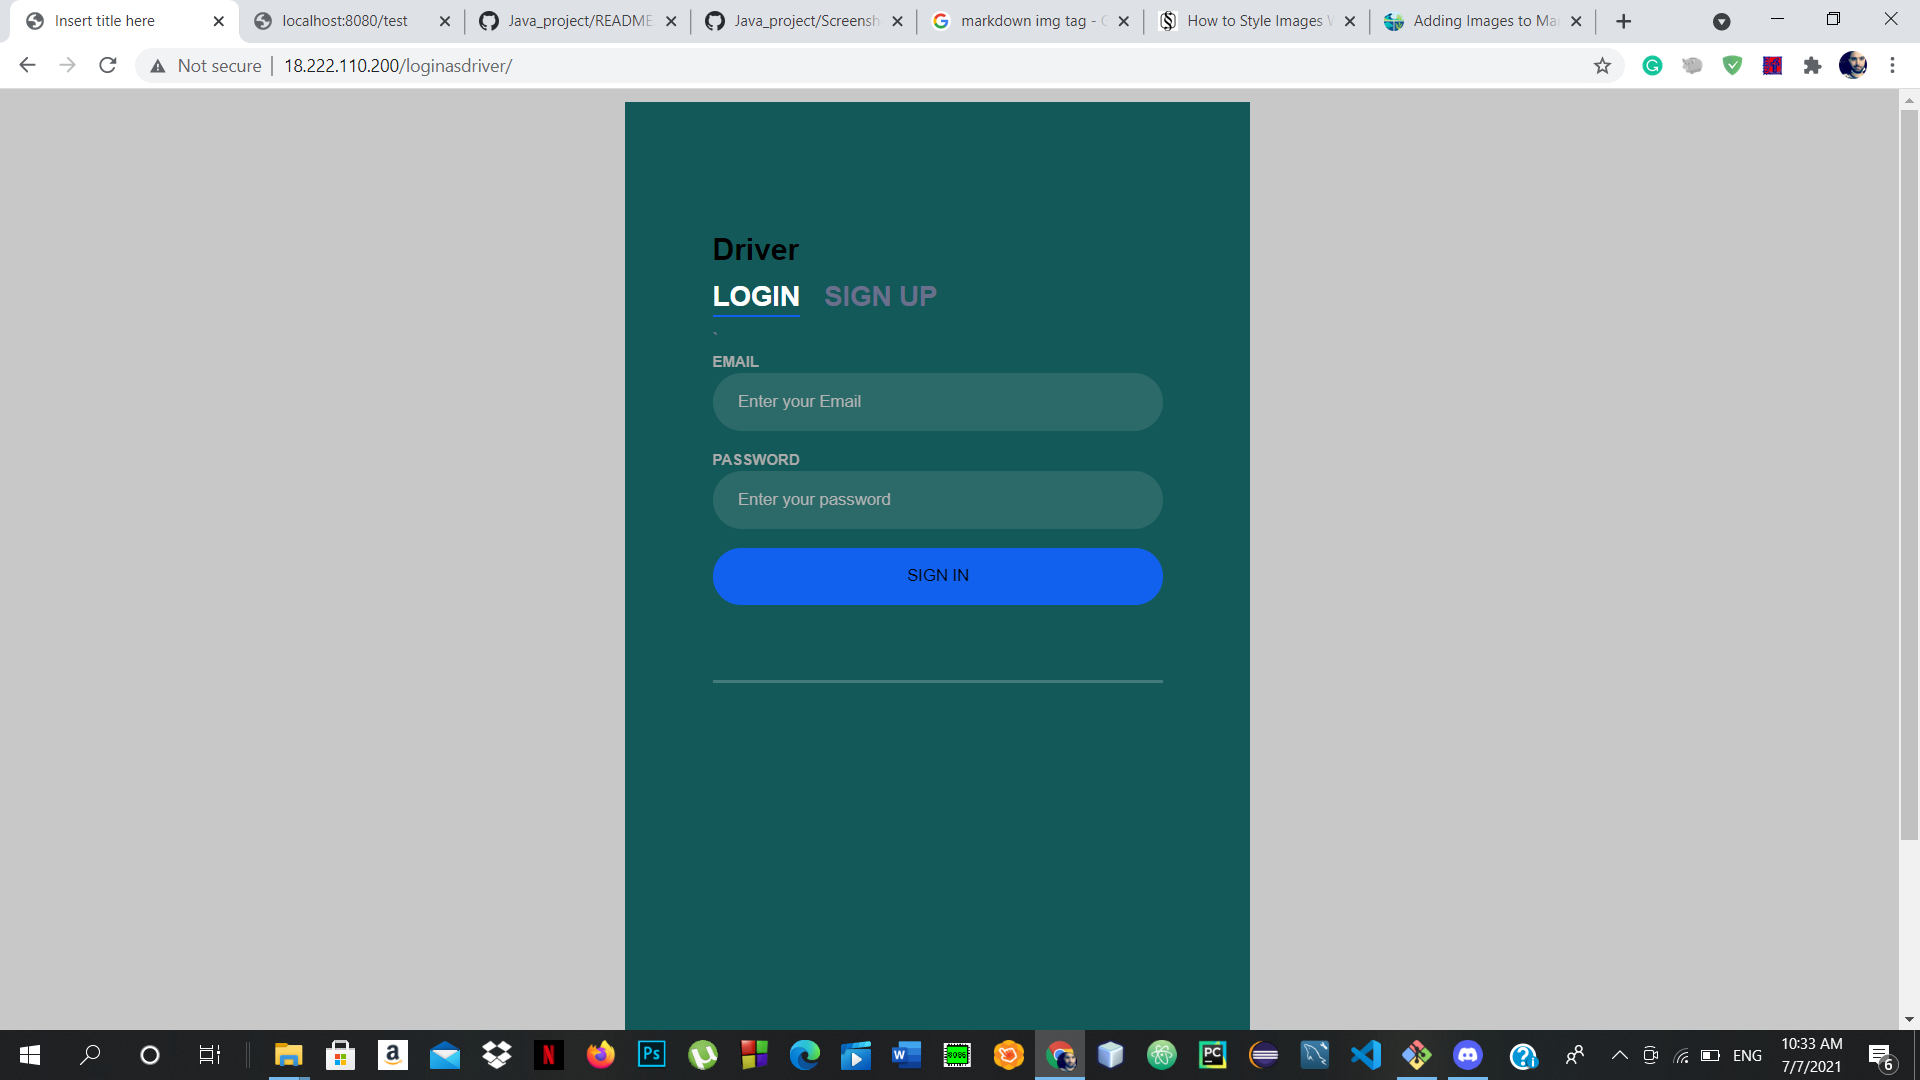 Insert title here
localhost:8080/test
Java_project/README
Java_project/Screensh
markdown img tag - G
How to Style Images W
Adding Images to Ma
Not secure
18.222.110.200/loginasdriver/
Driver
LOGIN SIGN UP
`
EMAIL
Enter your Email
PASSWORD
Enter your password
SIGN IN
ENG
10:33 AM
7/7/2021
6